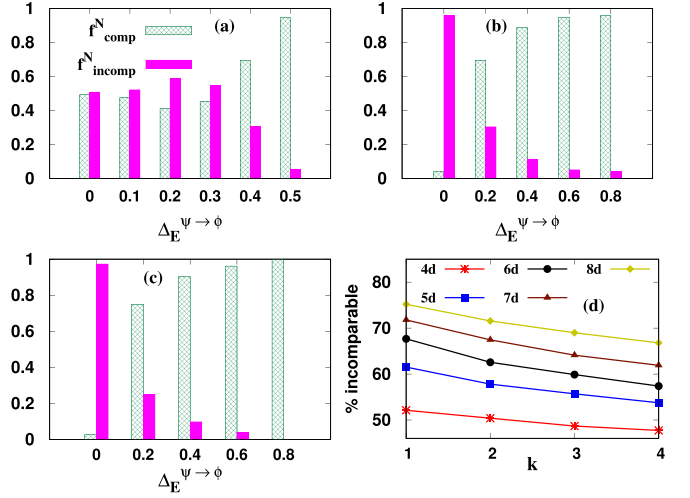 f^N_comp
f^N_incomp
(a)
1
0.8
0.6
0.4
0.2
0
0 0.1 0.2 0.3 0.4 0.5
Δ_E^ψ → ϕ
(b)
1
0.8
0.6
0.4
0.2
0
0 0.2 0.4 0.6 0.8
Δ_E^ψ → ϕ
(c)
1
0.8
0.6
0.4
0.2
0
0 0.2 0.4 0.6 0.8
Δ_E^ψ → ϕ
4d 6d 8d
5d 7d
(d)
% incomparable
80
70
60
50
1 2 3 4
k